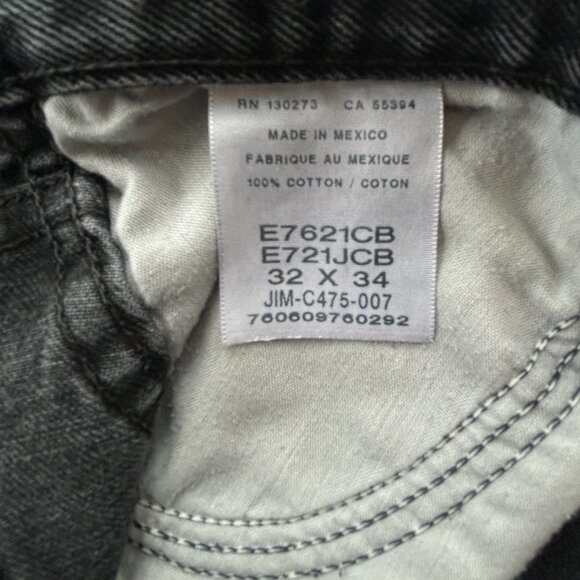 RN 130273 CA 55394
MADE IN MEXICO
FABRIQUE AU MEXIQUE
100% COTTON / COTON
E7621CB
E721JCB
32 X 34
JIM-C475-007
760609760292